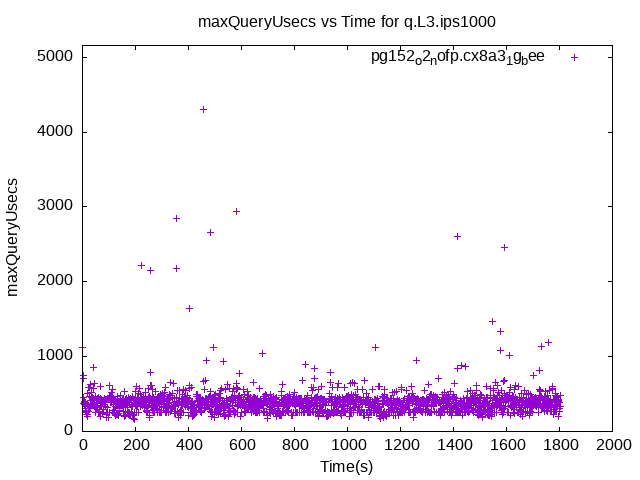 maxQueryUsecs vs Time for q.L3.ips1000
pg152o2nofp.cx8a31gbee
5000
4000
3000
2000
1000
0
maxQueryUsecs
0 200 400 600 800 1000 1200 1400 1600 1800 2000
Time(s)